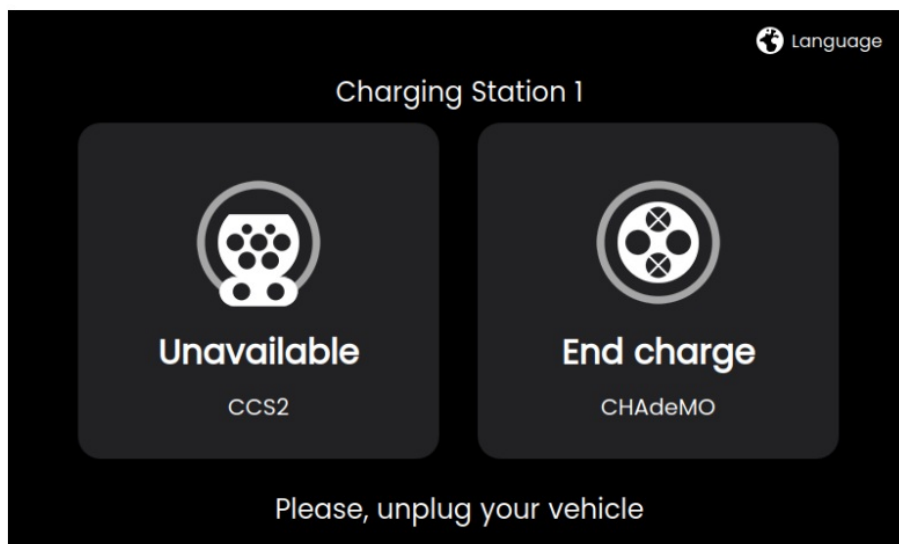 Language
Charging Station 1
Unavailable
CCS2
End charge
CHAdeMO
Please, unplug your vehicle